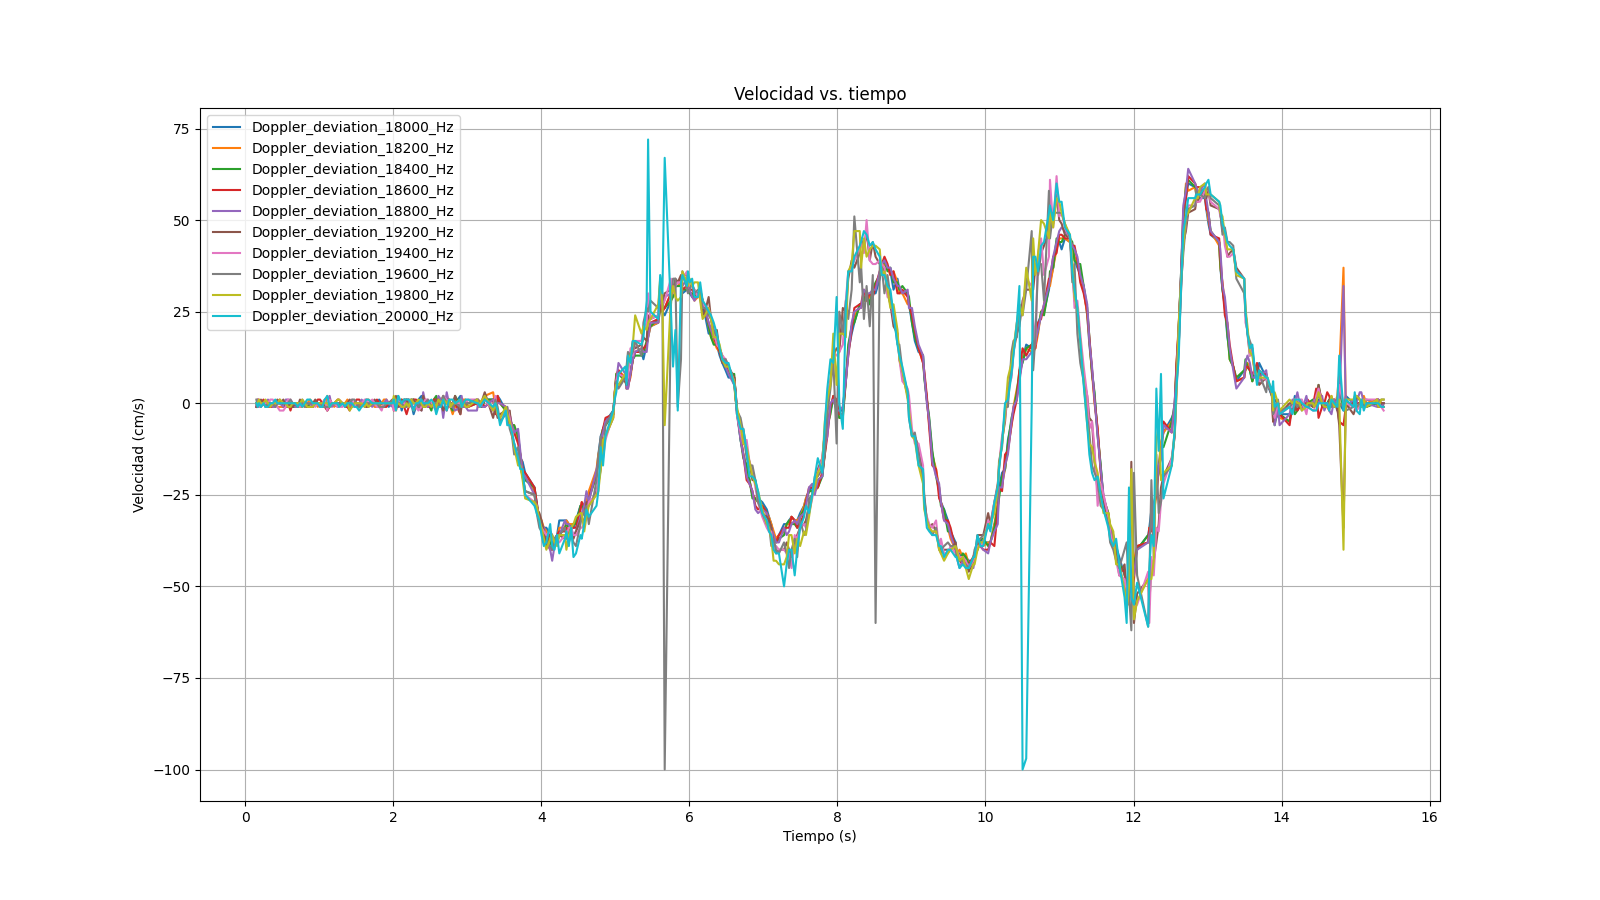 Velocidad vs. tiempo
75
50
25
0
−25
−50
−75
−100
Velocidad (cm/s)
Doppler_deviation_18000_Hz
Doppler_deviation_18200_Hz
Doppler_deviation_18400_Hz
Doppler_deviation_18600_Hz
Doppler_deviation_18800_Hz
Doppler_deviation_19200_Hz
Doppler_deviation_19400_Hz
Doppler_deviation_19600_Hz
Doppler_deviation_19800_Hz
Doppler_deviation_20000_Hz
0 2 4 6 8 10 12 14 16
Tiempo (s)